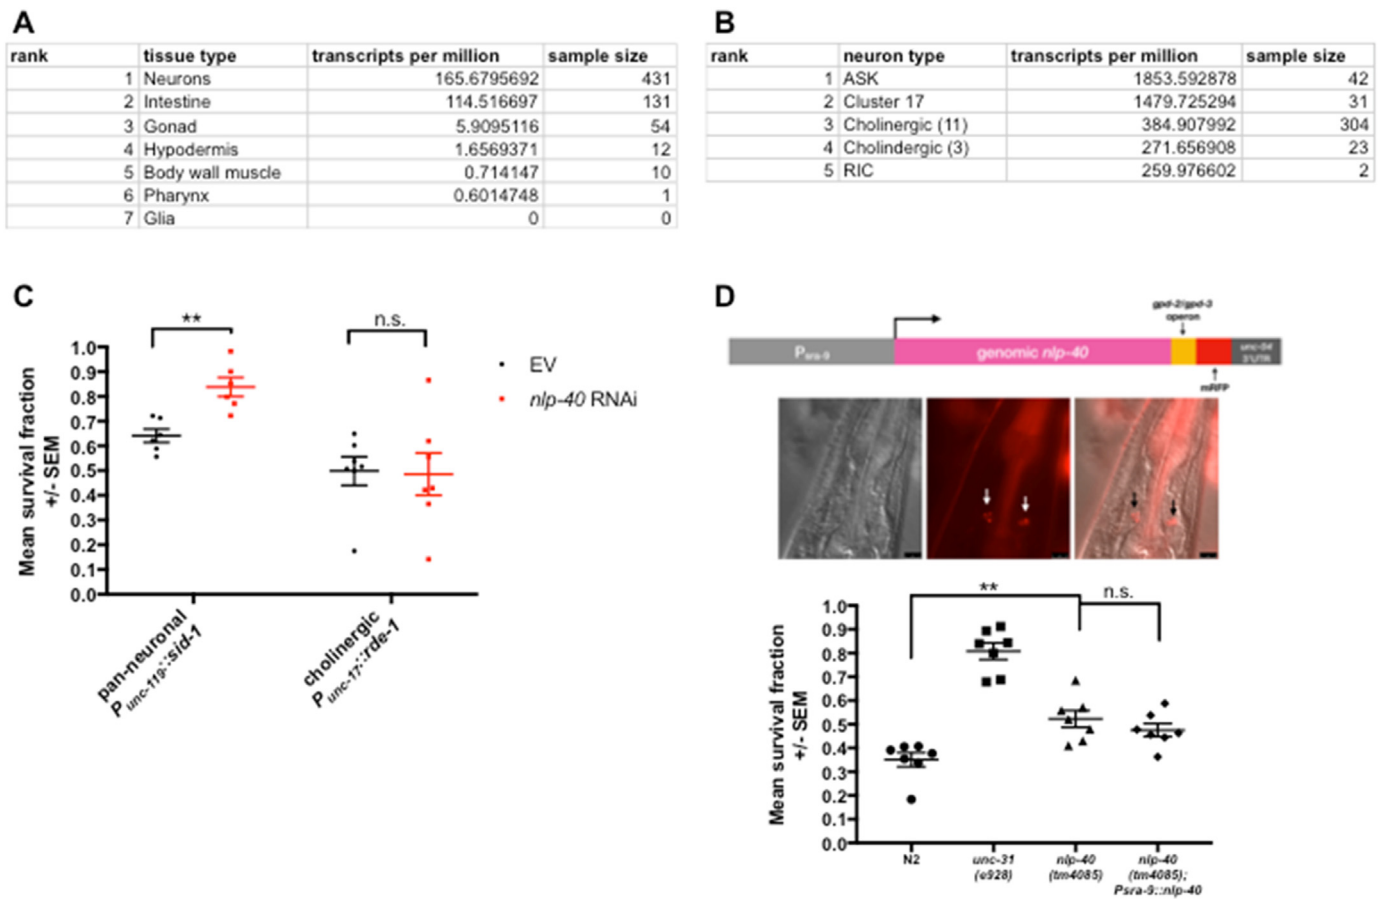 A
rank tissue type transcripts per million sample size
1 Neurons 165.6795692 431
2 Intestine 114.516697 131
3 Gonad 5.9095116 54
4 Hypodermis 1.6569371 12
5 Body wall muscle 0.714147 10
6 Pharynx 0.6014748 1
7 Glia 0 0
B
rank neuron type transcripts per million sample size
1 ASK 1853.592878 42
2 Cluster 17 1479.725294 31
3 Cholinergic (11) 384.907992 304
4 Cholindergic (3) 271.656908 23
5 RIC 259.976602 2
C
** n.s.
EV
nlp-40 RNAi
Mean survival fraction
+/- SEM
1.0
0.9
0.8
0.7
0.6
0.5
0.4
0.3
0.2
0.1
0.0
pan-neuronal
Punc-119::sid-1
cholinergic
Punc-17::rde-1
D
gpd-2/gpd-3
operon
Psra-9 genomic nlp-40 unc-54
3'UTR
mRFP
** n.s.
Mean survival fraction
+/- SEM
1.0
0.9
0.8
0.7
0.6
0.5
0.4
0.3
0.2
0.1
0.0
N2
unc-31
(e928)
nlp-40
(tm4085)
nlp-40
(tm4085);
Psra-9::nlp-40